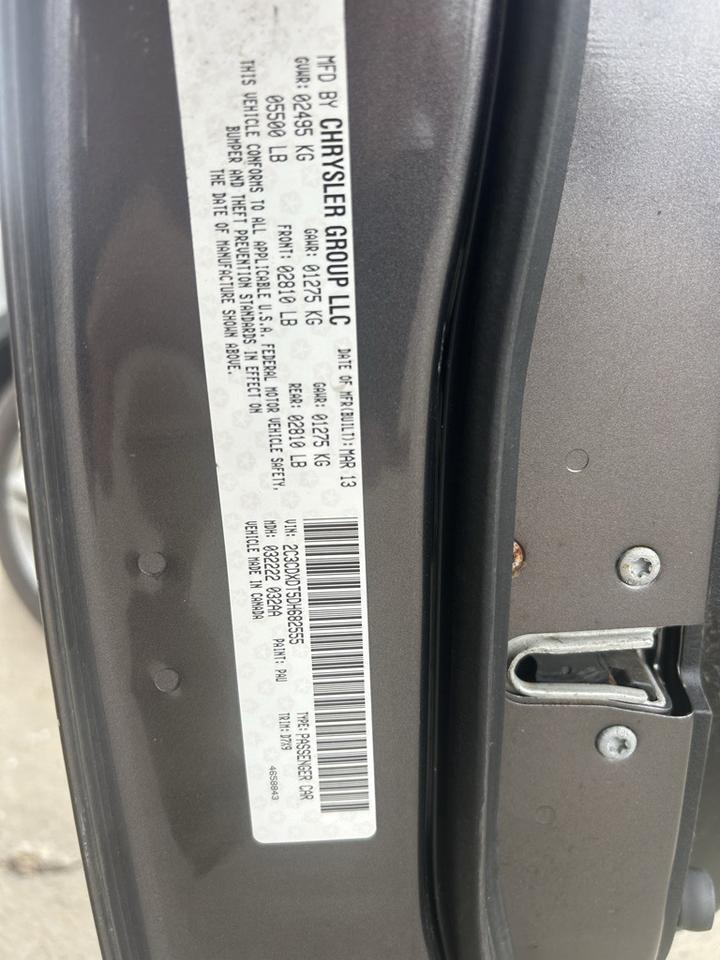 MFD BY CHRYSLER GROUP LLC DATE OF MFR(BUILT): MAR 13
GVWR: 02495 KG GAWR: 01275 KG GAWR: 01275 KG
05500 LB FRONT: 02810 LB REAR: 02810 LB
THIS VEHICLE CONFORMS TO ALL APPLICABLE U.S.A. FEDERAL MOTOR VEHICLE SAFETY,
BUMPER AND THEFT PREVENTION STANDARDS IN EFFECT ON
THE DATE OF MANUFACTURE SHOWN ABOVE.
VIN: 2C3CDXDT5DH682555 TYPE: PASSENGER CAR
MDH: 032222 032AA PAINT: PAU TRIM: D7X9
VEHICLE MADE IN CANADA 4658843